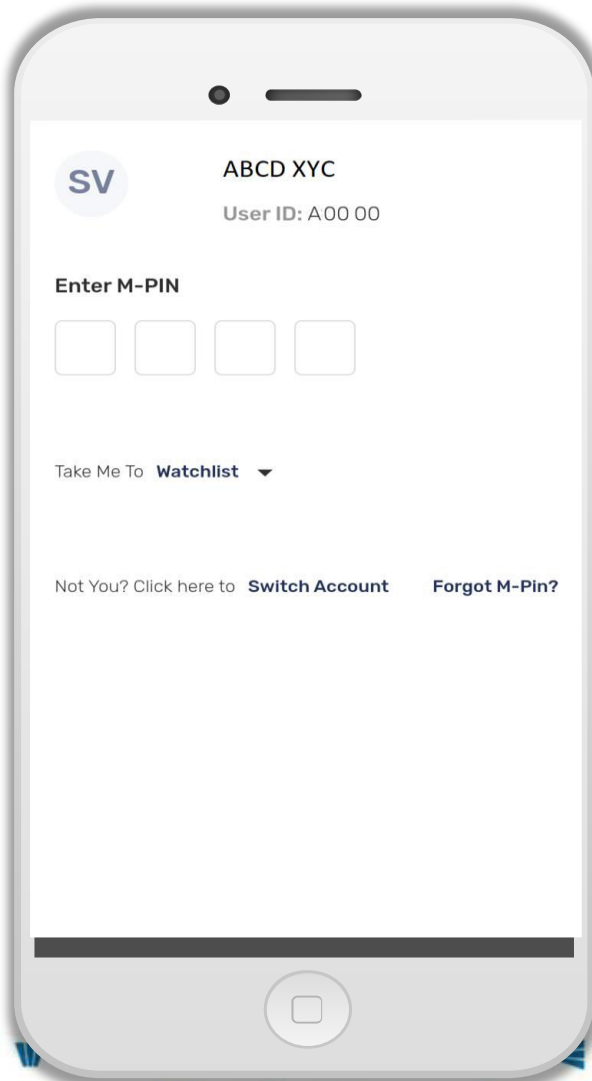 SV
ABCD XYC
User ID: A00 00
Enter M-PIN
Take Me To Watchlist
Not You? Click here to Switch Account Forgot M-Pin?